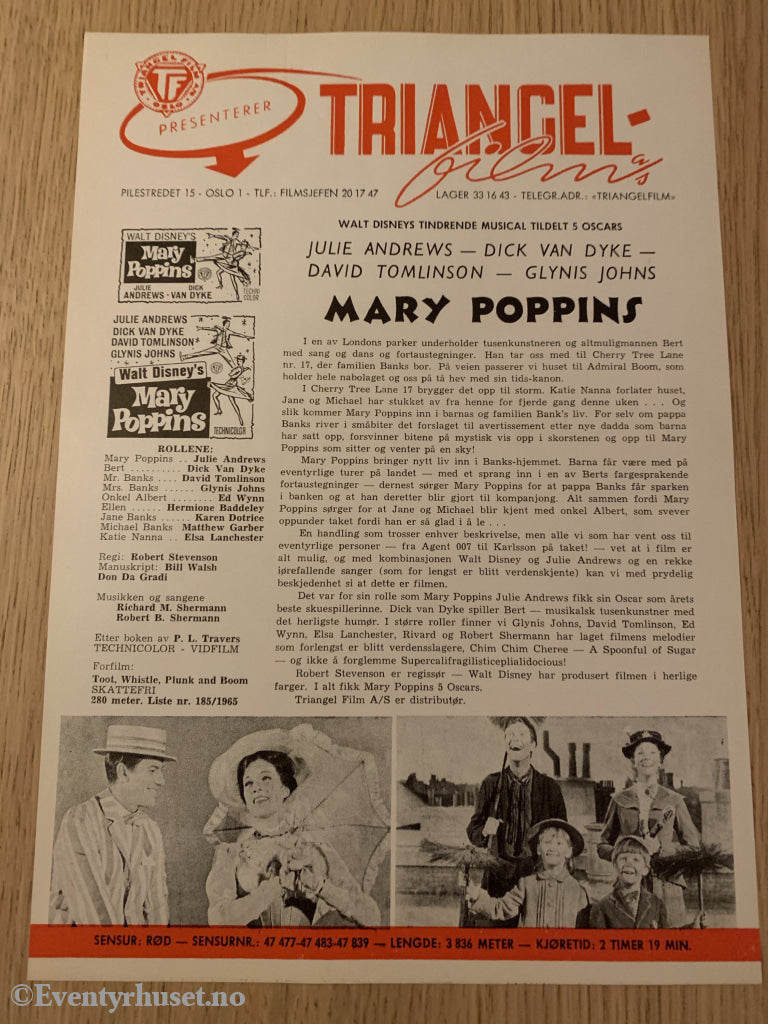 TRIANGEL FILM A/S
TF
OSLO
PRESENTERER
TRIANGEL-
film a/s
PILESTREDET 15 - OSLO 1 - TLF.: FILMSJEFEN 20 17 47
LAGER 33 16 43 - TELEGR.ADR.: «TRIANGELFILM»
WALT DISNEY'S
Mary
Poppins
JULIE ANDREWS · DICK VAN DYKE
TECHNICOLOR
JULIE ANDREWS
DICK VAN DYKE
DAVID TOMLINSON
GLYNIS JOHNS
Walt Disney's
Mary
Poppins
TECHNICOLOR
ROLLENE:
Mary Poppins .. Julie Andrews
Bert .......... Dick Van Dyke
Mr. Banks .... David Tomlinson
Mrs. Banks ...... Glynis Johns
Onkel Albert ........ Ed Wynn
Ellen ...... Hermione Baddeley
Jane Banks ..... Karen Dotrice
Michael Banks Matthew Garber
Katie Nanna .. Elsa Lanchester
Regi: Robert Stevenson
Manuskript: Bill Walsh
Don Da Gradi
Musikken og sangene
Richard M. Shermann
Robert B. Shermann
Etter boken av P. L. Travers
TECHNICOLOR - VIDFILM
Forfilm:
Toot, Whistle, Plunk and Boom
SKATTEFRI
280 meter. Liste nr. 185/1965
WALT DISNEYS TINDRENDE MUSICAL TILDELT 5 OSCARS
JULIE ANDREWS — DICK VAN DYKE —
DAVID TOMLINSON — GLYNIS JOHNS
MARY POPPINS
I en av Londons parker underholder tusenkunstneren og altmuligmannen Bert
med sang og dans og fortaustegninger. Han tar oss med til Cherry Tree Lane
nr. 17, der familien Banks bor. På veien passerer vi huset til Admiral Boom, som
holder hele nabolaget og oss på tå hev med sin tids-kanon.
I Cherry Tree Lane 17 brygger det opp til storm. Katie Nanna forlater huset,
Jane og Michael har stukket av fra henne for fjerde gang denne uken . . . Og
slik kommer Mary Poppins inn i barnas og familien Bank's liv. For selv om pappa
Banks river i småbiter det forslaget til avertissement etter nye dadda som barna
har satt opp, forsvinner bitene på mystisk vis opp i skorstenen og opp til Mary
Poppins som sitter og venter på en sky!
Mary Poppins bringer nytt liv inn i Banks-hjemmet. Barna får være med på
eventyrlige turer på landet — med et sprang inn i en av Berts fargesprakende
fortaustegninger — dernest sørger Mary Poppins for at pappa Banks får sparken
i banken og at han deretter blir gjort til kompanjong. Alt sammen fordi Mary
Poppins sørger for at Jane og Michael blir kjent med onkel Albert, som svever
oppunder taket fordi han er så glad i å le . . .
En handling som trosser enhver beskrivelse, men alle vi som har vent oss til
eventyrlige personer — fra Agent 007 til Karlsson på taket! — vet at i film er
alt mulig, og med kombinasjonen Walt Disney og Julie Andrews og en rekke
iørefallende sanger (som for lengst er blitt verdenskjente) kan vi med prydelig
beskjedenhet si at dette er filmen.
Det var for sin rolle som Mary Poppins Julie Andrews fikk sin Oscar som årets
beste skuespillerinne. Dick van Dyke spiller Bert — musikalsk tusenkunstner med
det herligste humør. I større roller finner vi Glynis Johns, David Tomlinson, Ed
Wynn, Elsa Lanchester, Rivard og Robert Shermann har laget filmens melodier
som forlengst er blitt verdensslagere, Chim Chim Cheree — A Spoonful of Sugar
— og ikke å forglemme Supercalifragilisticeplialidocious!
Robert Stevenson er regissør — Walt Disney har produsert filmen i herlige
farger. I alt fikk Mary Poppins 5 Oscars.
Triangel Film A/S er distributør.
SENSUR: RØD — SENSURNR.: 47 477-47 483-47 839 — LENGDE: 3 836 METER — KJØRETID: 2 TIMER 19 MIN.
©Eventyrhuset.no